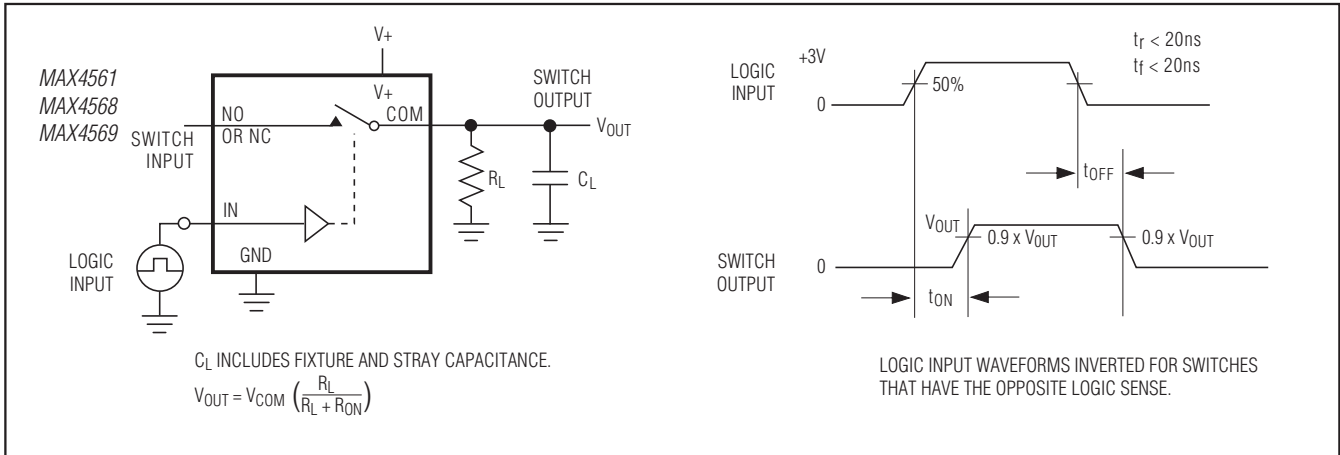 MAX4561
MAX4568
MAX4569
SWITCH
INPUT
V+
V+
NO
OR NC
COM
SWITCH
OUTPUT
VOUT
RL
CL
IN
GND
LOGIC
INPUT
CL INCLUDES FIXTURE AND STRAY CAPACITANCE.
VOUT = VCOM (RL / RL + RON)
LOGIC
INPUT
+3V
0
50%
tr < 20ns
tf < 20ns
tOFF
VOUT
0.9 x VOUT
0.9 x VOUT
SWITCH
OUTPUT
0
tON
LOGIC INPUT WAVEFORMS INVERTED FOR SWITCHES
THAT HAVE THE OPPOSITE LOGIC SENSE.